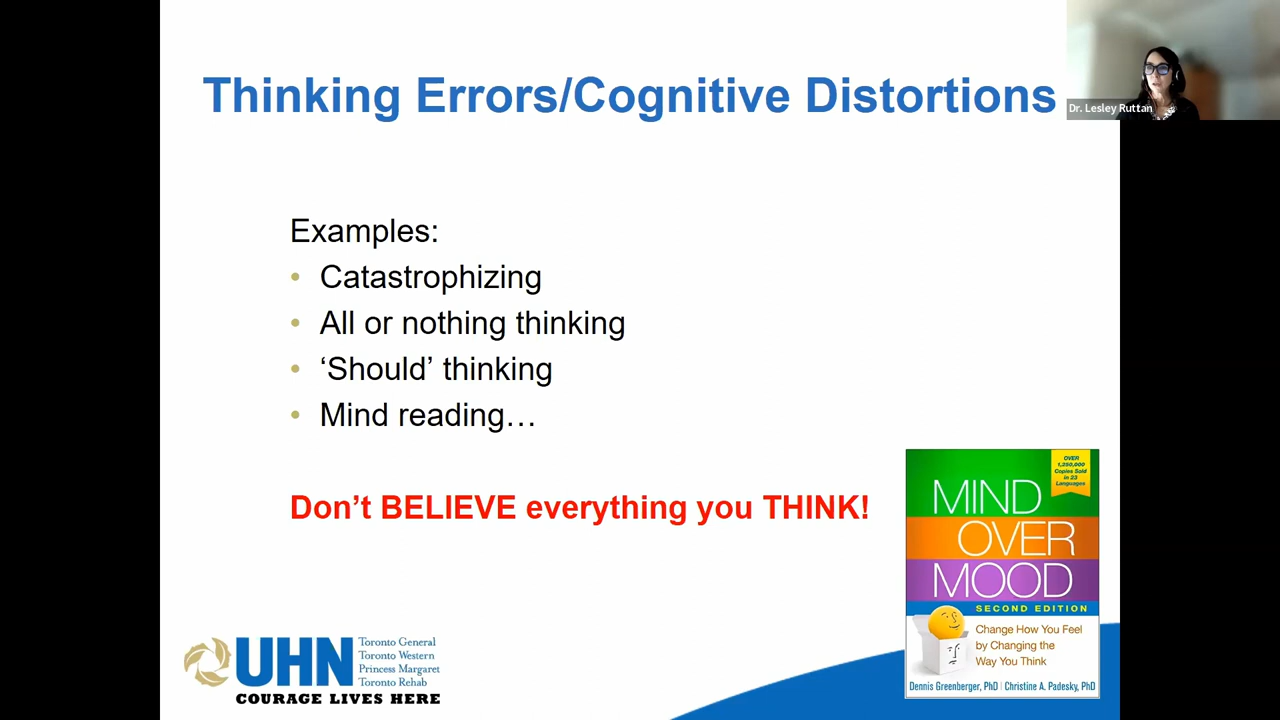 Thinking Errors/Cognitive Distortions
Dr. Lesley Ruttan
Examples:
• Catastrophizing
• All or nothing thinking
• ‘Should’ thinking
• Mind reading…
Don’t BELIEVE everything you THINK!
OVER
1,250,000
Copies Sold
in 23
Languages
MIND
OVER
MOOD
SECOND EDITION
Change How You Feel
by Changing the
Way You Think
Dennis Greenberger, PhD | Christine A. Padesky, PhD
UHN
Toronto General
Toronto Western
Princess Margaret
Toronto Rehab
COURAGE LIVES HERE